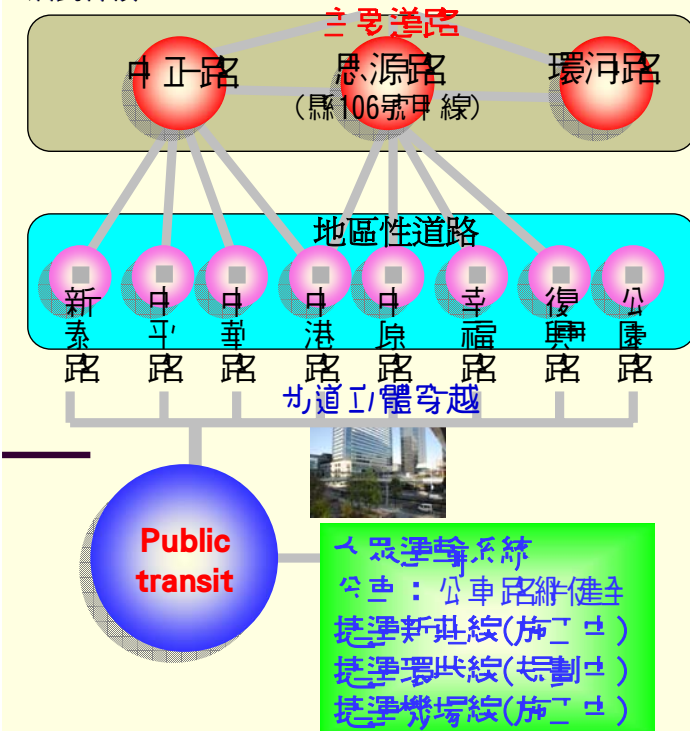 主要道路
中正路
思源路
環河路
(縣106號甲線)
地區性道路
新泰路
中平路
中華路
中港路
中原路
幸福路
復興路
公園路
步道立體穿越
Public
transit
大眾運輸系統
公車：公車路網健全
捷運新莊線(施工中)
捷運環狀線(規劃中)
捷運機場線(施工中)